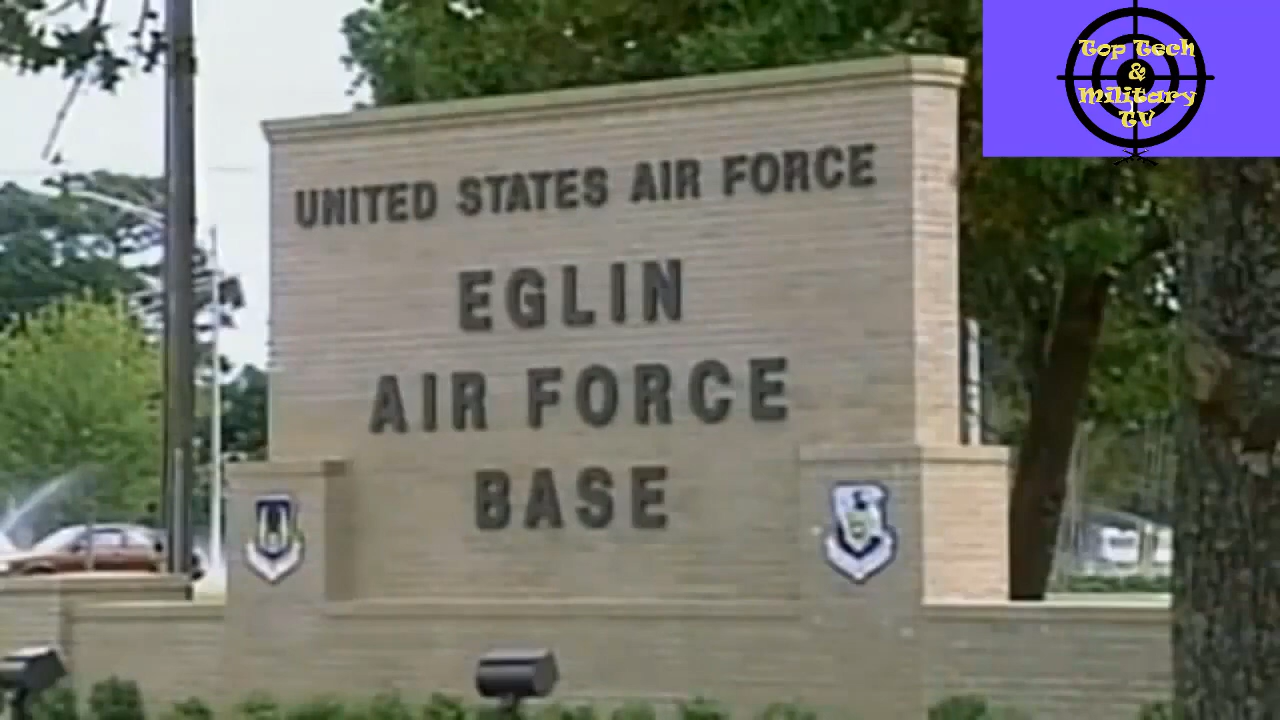 UNITED STATES AIR FORCE
EGLIN
AIR FORCE
BASE
Top Tech
&
Military
TV